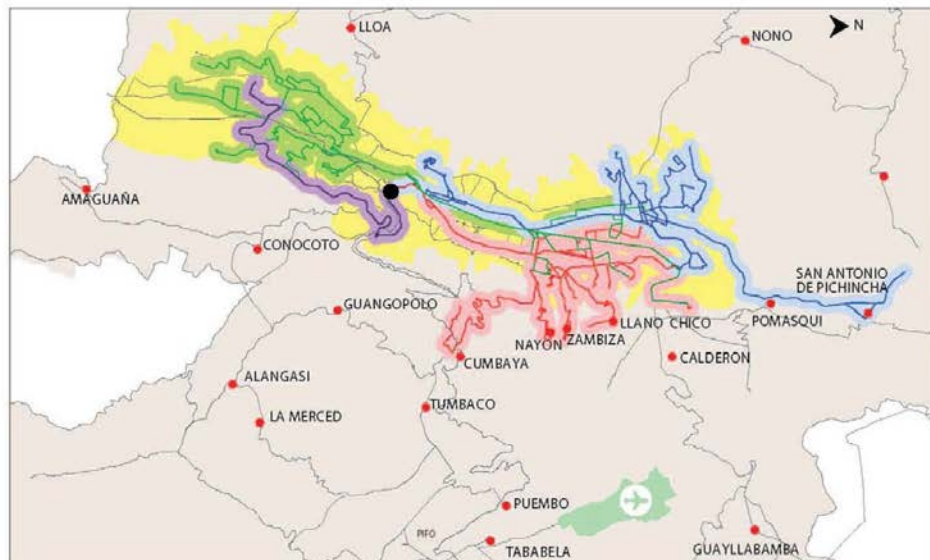 LLOA
N
NONO
AMAGUAÑA
CONOCOTO
SAN ANTONIO
DE PICHINCHA
GUANGOPOLO
LLANO CHICO
POMASQUI
NAYON
ZAMBIZA
CUMBAYA
CALDERON
ALANGASI
TUMBACO
LA MERCED
PUEMBO
PIFO
TABABELA
GUAYLLABAMBA